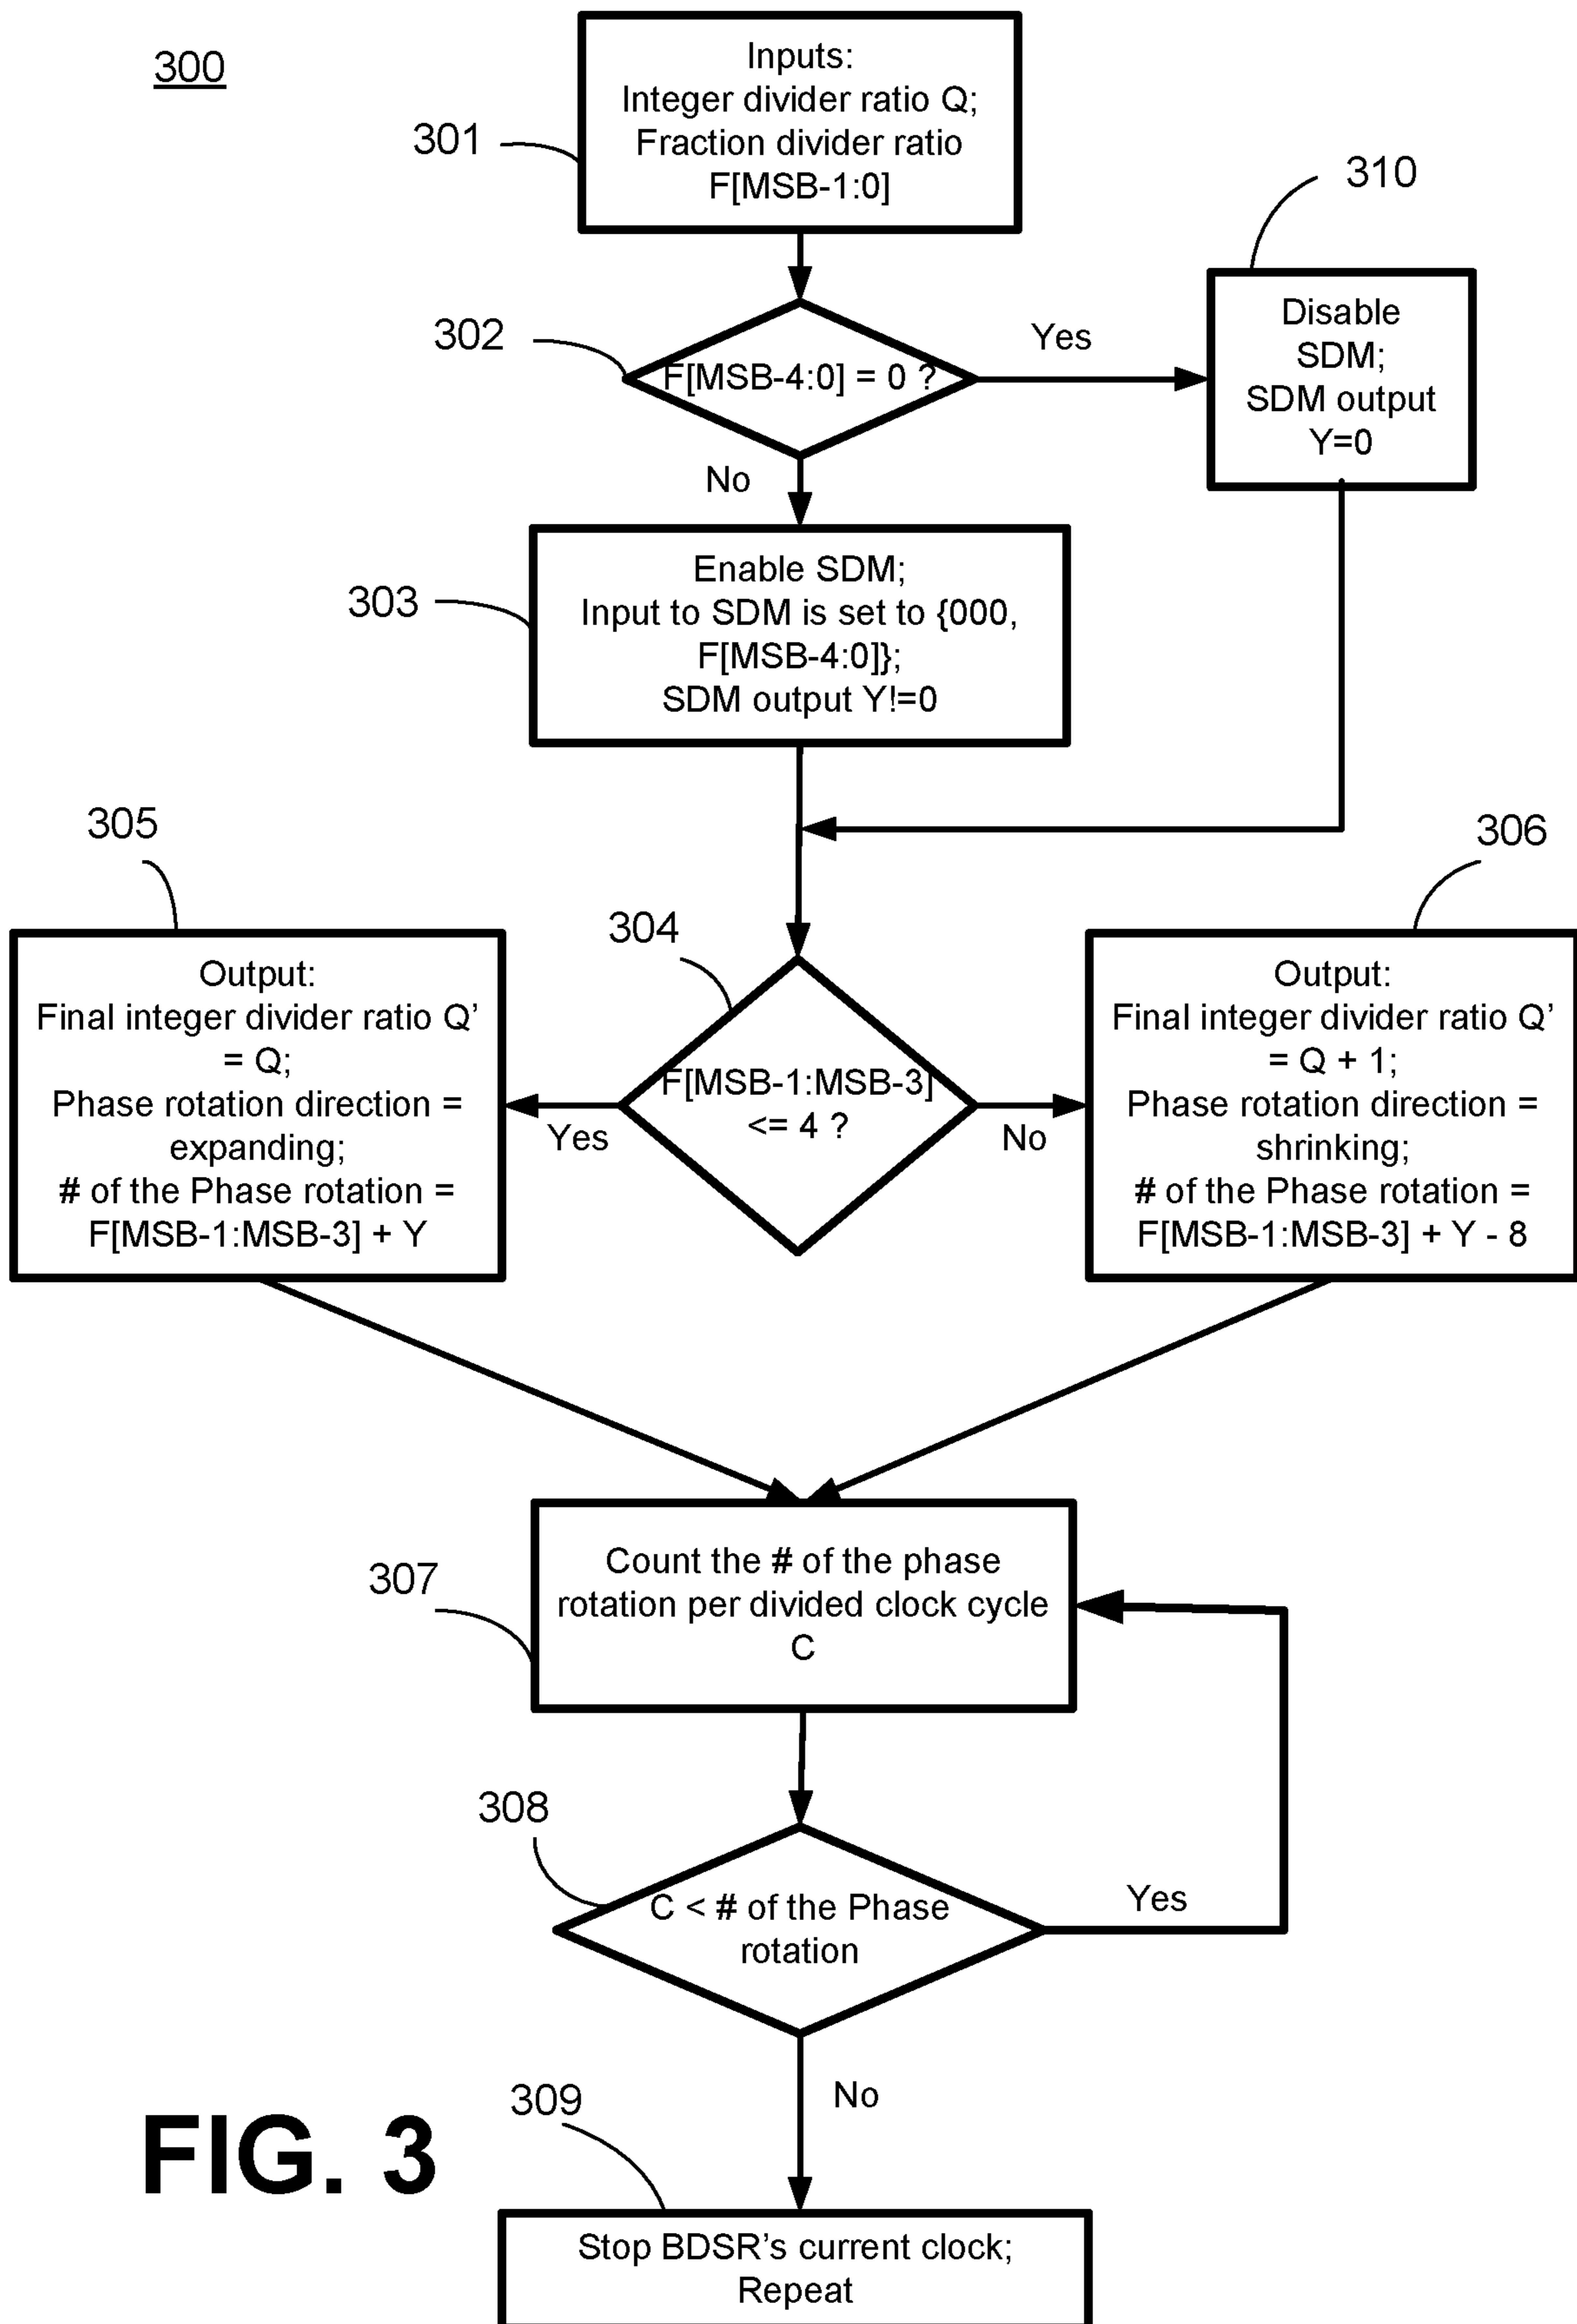 300
301
Inputs:
Integer divider ratio Q;
Fraction divider ratio
F[MSB-1:0]
302
F[MSB-4:0] = 0 ?
Yes
No
310
Disable
SDM;
SDM output
Y=0
303
Enable SDM;
Input to SDM is set to {000,
F[MSB-4:0]};
SDM output Y!=0
304
F[MSB-1:MSB-3]
<= 4 ?
Yes
No
305
Output:
Final integer divider ratio Q’
= Q;
Phase rotation direction =
expanding;
# of the Phase rotation =
F[MSB-1:MSB-3] + Y
306
Output:
Final integer divider ratio Q’
= Q + 1;
Phase rotation direction =
shrinking;
# of the Phase rotation =
F[MSB-1:MSB-3] + Y - 8
307
Count the # of the phase
rotation per divided clock cycle
C
308
C < # of the Phase
rotation
Yes
No
309
Stop BDSR’s current clock;
Repeat
FIG. 3